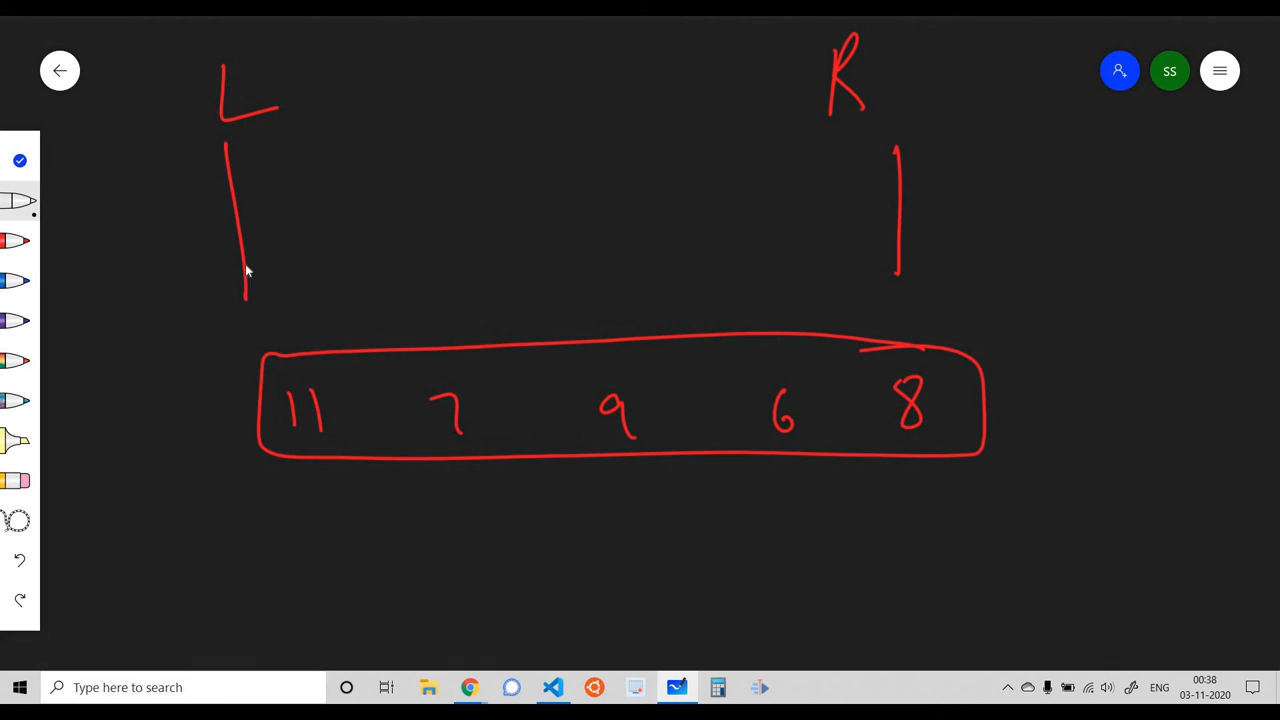 L R
SS
11 7 9 6 8
Type here to search
ENG
00:38
03-11-2020